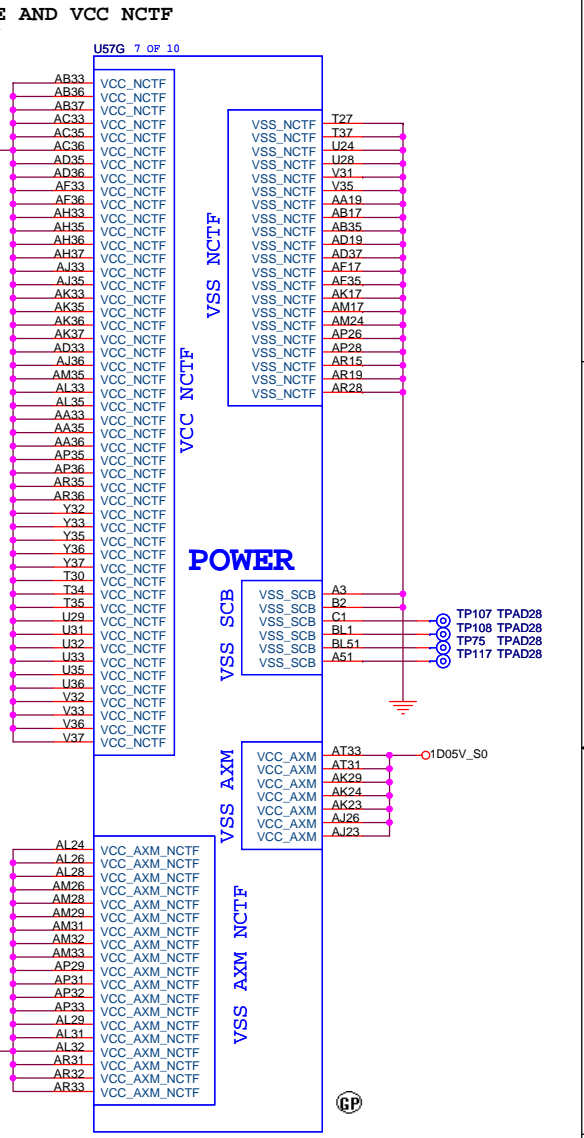 E AND VCC NCTF
U57G 7 OF 10
AB33 VCC_NCTF
AB36 VCC_NCTF
AB37 VCC_NCTF
AC33 VCC_NCTF
AC35 VCC_NCTF
AC36 VCC_NCTF
AD35 VCC_NCTF
AD36 VCC_NCTF
AF33 VCC_NCTF
AF36 VCC_NCTF
AH33 VCC_NCTF
AH35 VCC_NCTF
AH36 VCC_NCTF
AH37 VCC_NCTF
AJ33 VCC_NCTF
AJ35 VCC_NCTF
AK33 VCC_NCTF
AK35 VCC_NCTF
AK36 VCC_NCTF
AK37 VCC_NCTF
AD33 VCC_NCTF
AJ36 VCC_NCTF
AM35 VCC_NCTF
AL33 VCC_NCTF
AL35 VCC_NCTF
AA33 VCC_NCTF
AA35 VCC_NCTF
AA36 VCC_NCTF
AP35 VCC_NCTF
AP36 VCC_NCTF
AR35 VCC_NCTF
AR36 VCC_NCTF
Y32 VCC_NCTF
Y33 VCC_NCTF
Y35 VCC_NCTF
Y36 VCC_NCTF
Y37 VCC_NCTF
T30 VCC_NCTF
T34 VCC_NCTF
T35 VCC_NCTF
U29 VCC_NCTF
U31 VCC_NCTF
U32 VCC_NCTF
U33 VCC_NCTF
U35 VCC_NCTF
U36 VCC_NCTF
V32 VCC_NCTF
V33 VCC_NCTF
V36 VCC_NCTF
V37 VCC_NCTF
VCC NCTF
VSS NCTF
VSS_NCTF T27
VSS_NCTF T37
VSS_NCTF U24
VSS_NCTF U28
VSS_NCTF V31
VSS_NCTF V35
VSS_NCTF AA19
VSS_NCTF AB17
VSS_NCTF AB35
VSS_NCTF AD19
VSS_NCTF AD37
VSS_NCTF AF17
VSS_NCTF AF35
VSS_NCTF AK17
VSS_NCTF AM17
VSS_NCTF AM24
VSS_NCTF AP26
VSS_NCTF AP28
VSS_NCTF AR15
VSS_NCTF AR19
VSS_NCTF AR28
POWER
VSS SCB
VSS_SCB A3
VSS_SCB B2
VSS_SCB C1 TP107 TPAD28
VSS_SCB BL1 TP108 TPAD28
VSS_SCB BL51 TP75 TPAD28
VSS_SCB A51 TP117 TPAD28
VSS AXM
VCC_AXM AT33 1D05V_S0
VCC_AXM AT31
VCC_AXM AK29
VCC_AXM AK24
VCC_AXM AK23
VCC_AXM AJ26
VCC_AXM AJ23
AL24 VCC_AXM_NCTF
AL26 VCC_AXM_NCTF
AL28 VCC_AXM_NCTF
AM26 VCC_AXM_NCTF
AM28 VCC_AXM_NCTF
AM29 VCC_AXM_NCTF
AM31 VCC_AXM_NCTF
AM32 VCC_AXM_NCTF
AM33 VCC_AXM_NCTF
AP29 VCC_AXM_NCTF
AP31 VCC_AXM_NCTF
AP32 VCC_AXM_NCTF
AP33 VCC_AXM_NCTF
AL29 VCC_AXM_NCTF
AL31 VCC_AXM_NCTF
AL32 VCC_AXM_NCTF
AR31 VCC_AXM_NCTF
AR32 VCC_AXM_NCTF
AR33 VCC_AXM_NCTF
VSS AXM NCTF
GP